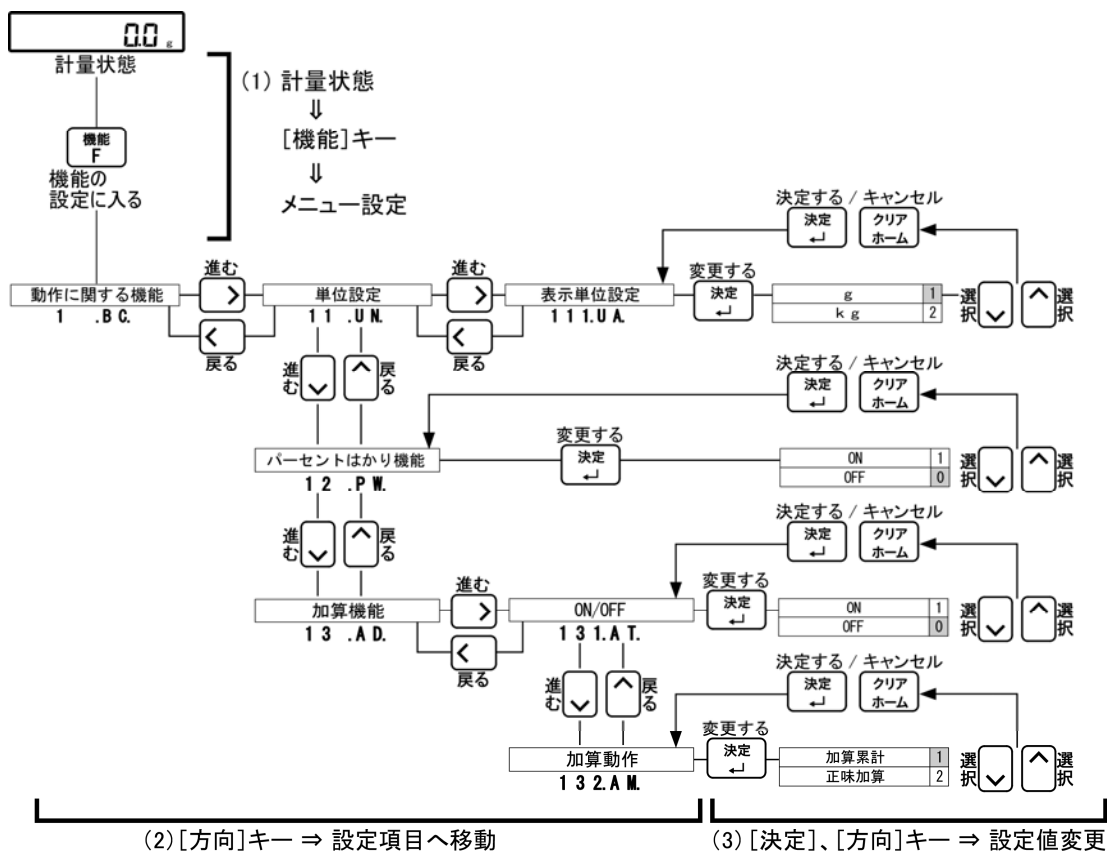 0.0 g
計量状態
機能
F
機能の
設定に入る
(1) 計量状態
⇓
[機能]キー
⇓
メニュー設定
動作に関する機能
1 .B C.
進む
戻る
単位設定
1 1 .U N.
進む
戻る
表示単位設定
1 1 1.U A.
変更する
決定
決定する / キャンセル
決定
クリア
ホーム
g 1
k g 2
選択
選択
進む
戻る
パーセントはかり機能
1 2 .P W.
変更する
決定
決定する / キャンセル
決定
クリア
ホーム
ON 1
OFF 0
選択
選択
進む
戻る
加算機能
1 3 .A D.
進む
戻る
ON/OFF
1 3 1.A T.
変更する
決定
決定する / キャンセル
決定
クリア
ホーム
ON 1
OFF 0
選択
選択
進む
戻る
加算動作
1 3 2.A M.
変更する
決定
決定する / キャンセル
決定
クリア
ホーム
加算累計 1
正味加算 2
選択
選択
(2) [方向]キー ⇒ 設定項目へ移動
(3) [決定]、[方向]キー ⇒ 設定値変更